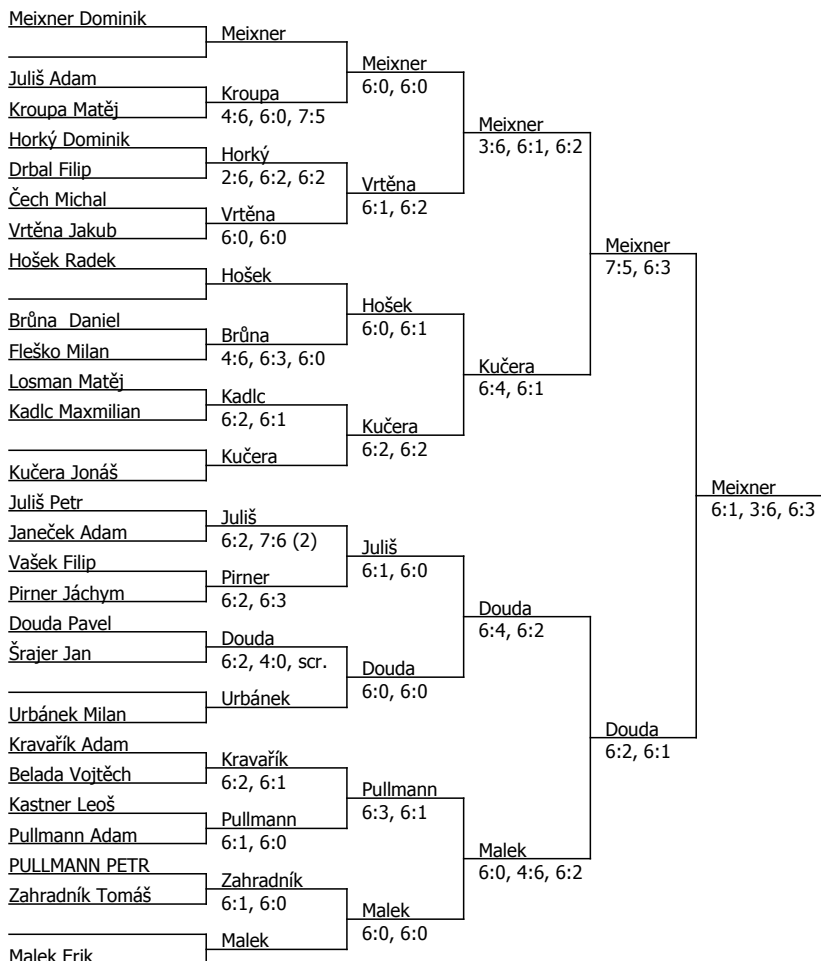 Meixner Dominik
Meixner
Meixner
6:0, 6:0
Juliš Adam
Kroupa
4:6, 6:0, 7:5
Kroupa Matěj
Meixner
3:6, 6:1, 6:2
Horký Dominik
Horký
2:6, 6:2, 6:2
Drbal Filip
Vrtěna
6:1, 6:2
Čech Michal
Vrtěna
6:0, 6:0
Vrtěna Jakub
Meixner
7:5, 6:3
Hošek Radek
Hošek
Hošek
6:0, 6:1
Brůna  Daniel
Brůna
4:6, 6:3, 6:0
Fleško Milan
Kučera
6:4, 6:1
Losman Matěj
Kadlc
6:2, 6:1
Kadlc Maxmilian
Kučera
6:2, 6:2
Kučera
Kučera Jonáš
Meixner
6:1, 3:6, 6:3
Juliš Petr
Juliš
6:2, 7:6 (2)
Janeček Adam
Juliš
6:1, 6:0
Vašek Filip
Pirner
6:2, 6:3
Pirner Jáchym
Douda
6:4, 6:2
Douda Pavel
Douda
6:2, 4:0, scr.
Šrajer Jan
Douda
6:0, 6:0
Urbánek
Urbánek Milan
Douda
6:2, 6:1
Kravařík Adam
Kravařík
6:2, 6:1
Belada Vojtěch
Pullmann
6:3, 6:1
Kastner Leoš
Pullmann
6:1, 6:0
Pullmann Adam
Malek
6:0, 4:6, 6:2
PULLMANN PETR
Zahradník
6:1, 6:0
Zahradník Tomáš
Malek
6:0, 6:0
Malek
Malek Erik